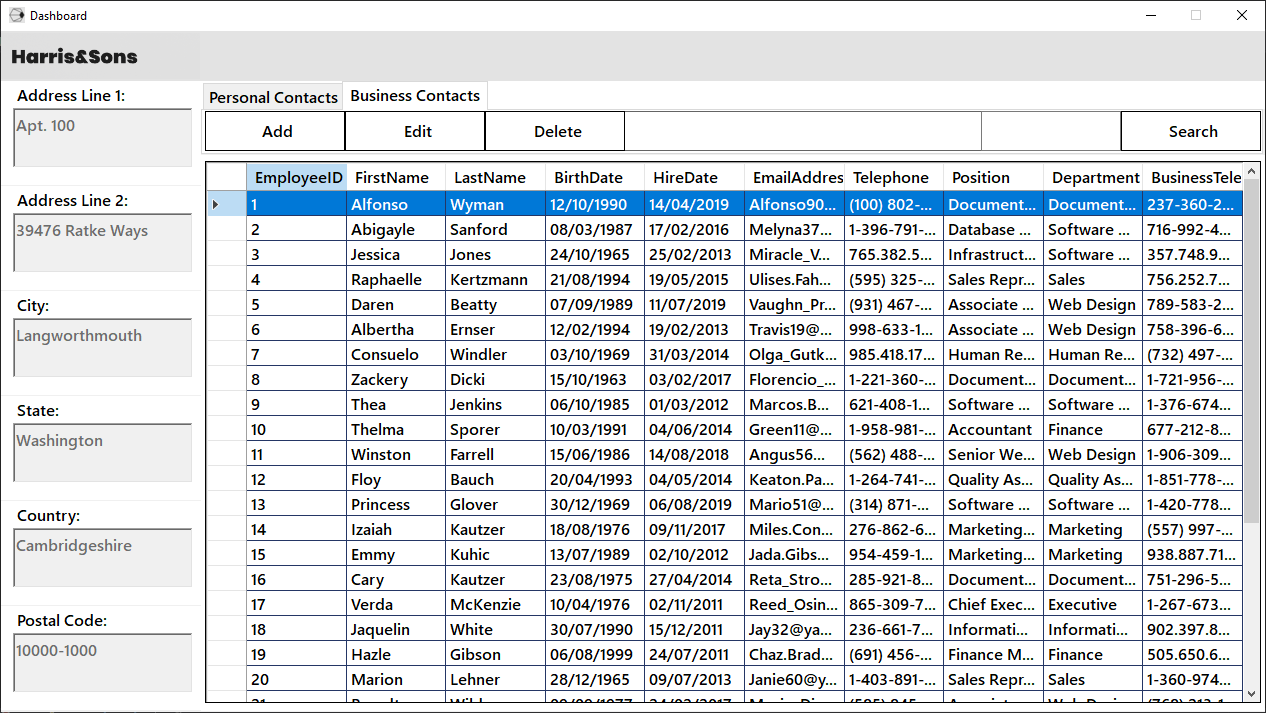 Dashboard
Harris&Sons
Address Line 1:
Apt. 100
Address Line 2:
39476 Ratke Ways
City:
Langworthmouth
State:
Washington
Country:
Cambridgeshire
Postal Code:
10000-1000
Personal Contacts Business Contacts
Add Edit Delete Search
EmployeeID FirstName LastName BirthDate HireDate EmailAddres Telephone Position Department BusinessTele
1 Alfonso Wyman 12/10/1990 14/04/2019 Alfonso90... (100) 802-... Document... Document... 237-360-2...
2 Abigayle Sanford 08/03/1987 17/02/2016 Melyna37... 1-396-791-... Database ... Software ... 716-992-4...
3 Jessica Jones 24/10/1965 25/02/2013 Miracle_V... 765.382.5... Infrastruct... Software ... 357.748.9...
4 Raphaelle Kertzmann 21/08/1994 19/05/2015 Ulises.Fah... (595) 325-... Sales Repr... Sales 756.252.7...
5 Daren Beatty 07/09/1989 11/07/2019 Vaughn_Pr... (931) 467-... Associate ... Web Design 789-583-2...
6 Albertha Ernser 12/02/1994 19/02/2013 Travis19@... 998-633-1... Associate ... Web Design 758-396-6...
7 Consuelo Windler 03/10/1969 31/03/2014 Olga_Gutk... 985.418.17... Human Re... Human Re... (732) 497-...
8 Zackery Dicki 15/10/1963 03/02/2017 Florencio_... 1-221-360-... Document... Document... 1-721-956-...
9 Thea Jenkins 06/10/1985 01/03/2012 Marcos.B... 621-408-1... Software ... Software ... 1-376-674...
10 Thelma Sporer 10/03/1991 04/06/2014 Green11@... 1-958-981-... Accountant Finance 677-212-8...
11 Winston Farrell 15/06/1986 14/08/2018 Angus56... (562) 488-... Senior We... Web Design 1-906-309...
12 Floy Bauch 20/04/1993 04/05/2014 Keaton.Pa... 1-264-741-... Quality As... Quality As... 1-851-778-...
13 Princess Glover 30/12/1969 06/08/2019 Mario51@... (314) 871-... Software ... Software ... 1-420-778...
14 Izaiah Kautzer 18/08/1976 09/11/2017 Miles.Con... 276-862-6... Marketing... Marketing (557) 997-...
15 Emmy Kuhic 13/07/1989 02/10/2012 Jada.Gibs... 954-459-1... Marketing... Marketing 938.887.71...
16 Cary Kautzer 23/08/1975 27/04/2014 Reta_Stro... 285-921-8... Document... Document... 751-296-5...
17 Verda McKenzie 10/04/1976 02/11/2011 Reed_Osin... 865-309-7... Chief Exec... Executive 1-267-673...
18 Jaquelin White 30/07/1990 15/12/2011 Jay32@ya... 236-661-7... Informati... Informati... 902.397.8...
19 Hazle Gibson 06/08/1999 24/07/2011 Chaz.Brad... (691) 456-... Finance M... Finance 505.650.6...
20 Marion Lehner 28/12/1965 09/07/2013 Janie60@y... 1-403-891-... Sales Repr... Sales 1-360-974...